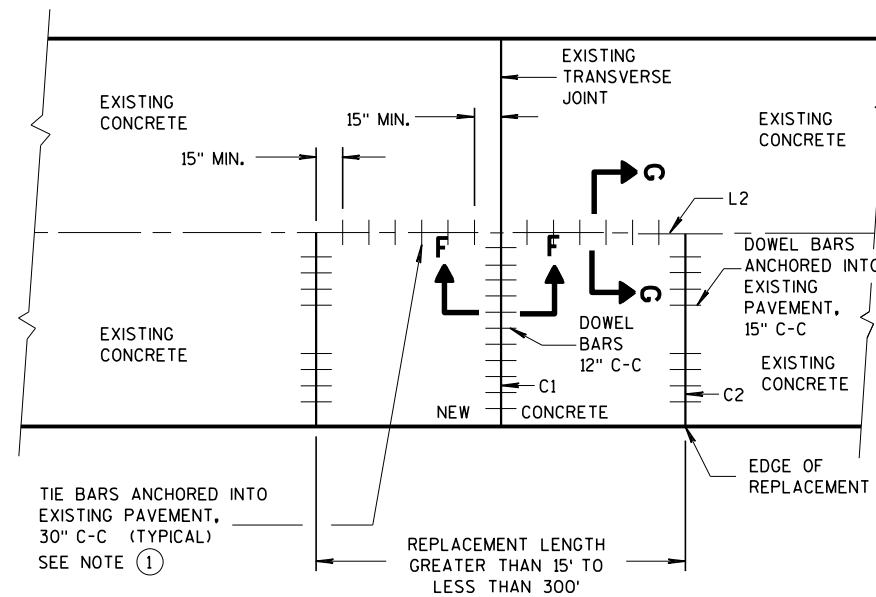 EXISTING
TRANSVERSE
JOINT
EXISTING
CONCRETE
15" MIN.
EXISTING
CONCRETE
15" MIN.
G
L2
F
F
DOWEL BARS
ANCHORED INTO
EXISTING
PAVEMENT,
15" C-C
G
EXISTING
CONCRETE
DOWEL
BARS
12" C-C
EXISTING
CONCRETE
C1
C2
NEW CONCRETE
EDGE OF
REPLACEMENT
TIE BARS ANCHORED INTO
EXISTING PAVEMENT,
30" C-C (TYPICAL)
SEE NOTE 1
REPLACEMENT LENGTH
GREATER THAN 15' TO
LESS THAN 300'